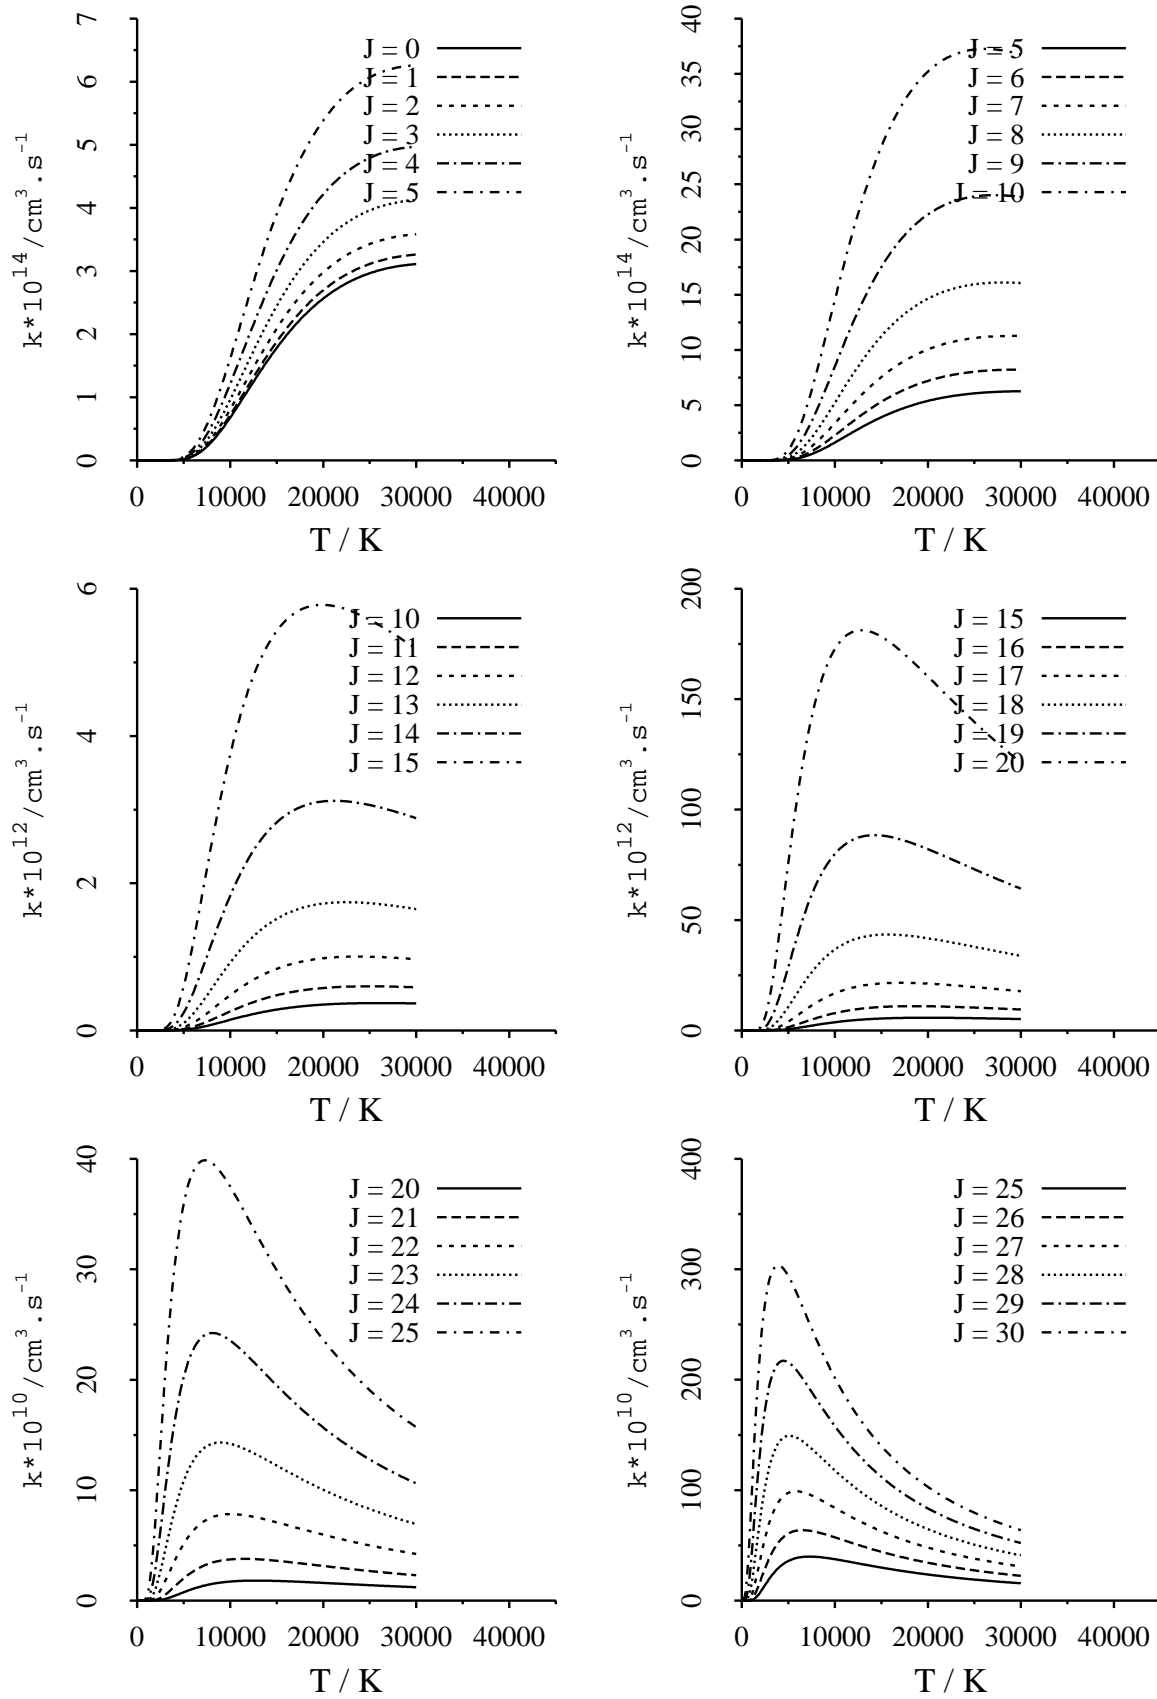 7
6
5
4
3
2
1
0
k*10^14/cm^3.s^-1
J = 0
J = 1
J = 2
J = 3
J = 4
J = 5
0 10000 20000 30000 40000
T / K
40
35
30
25
20
15
10
5
0
k*10^14/cm^3.s^-1
J = 5
J = 6
J = 7
J = 8
J = 9
J = 10
0 10000 20000 30000 40000
T / K
6
4
2
0
k*10^12/cm^3.s^-1
J = 10
J = 11
J = 12
J = 13
J = 14
J = 15
0 10000 20000 30000 40000
T / K
200
150
100
50
0
k*10^12/cm^3.s^-1
J = 15
J = 16
J = 17
J = 18
J = 19
J = 20
0 10000 20000 30000 40000
T / K
40
30
20
10
0
k*10^10/cm^3.s^-1
J = 20
J = 21
J = 22
J = 23
J = 24
J = 25
0 10000 20000 30000 40000
T / K
400
300
200
100
0
k*10^10/cm^3.s^-1
J = 25
J = 26
J = 27
J = 28
J = 29
J = 30
0 10000 20000 30000 40000
T / K